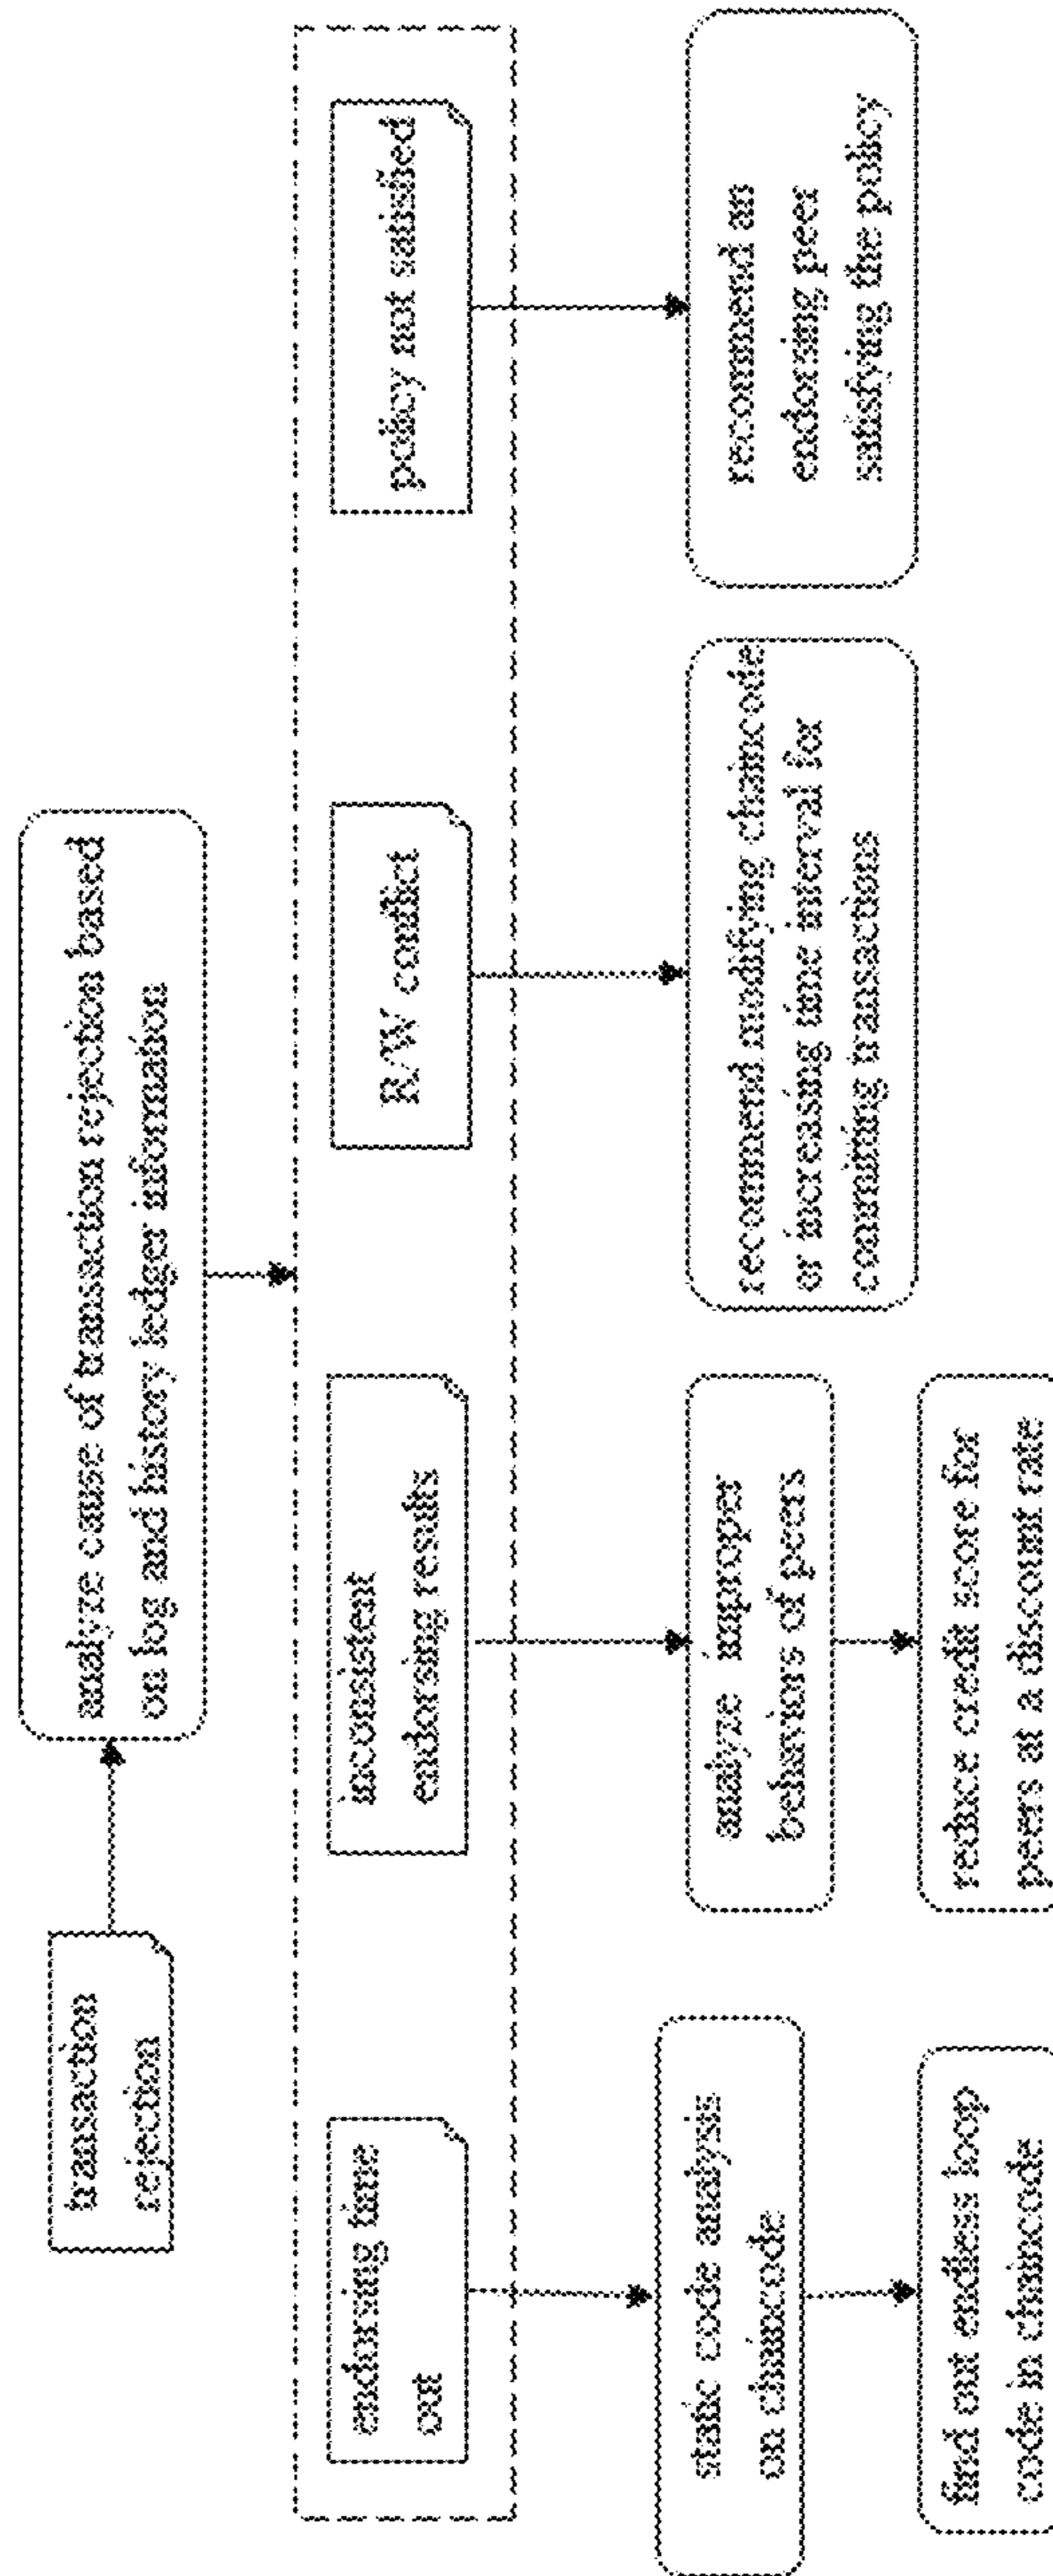 transaction
rejection
analyze cause of transaction rejection based
on log and history ledger information
endorsing time
out
inconsistent
endorsing results
R/W conflict
policy not satisfied
static code analysis
on chaincode
analyze improper
behaviors of peers
recommend modifying chaincode
or increasing time interval for
committing transactions
recommend an
endorsing peer
satisfying the policy
find out endless loop
code in chaincode
reduce credit score for
peers at a discount rate